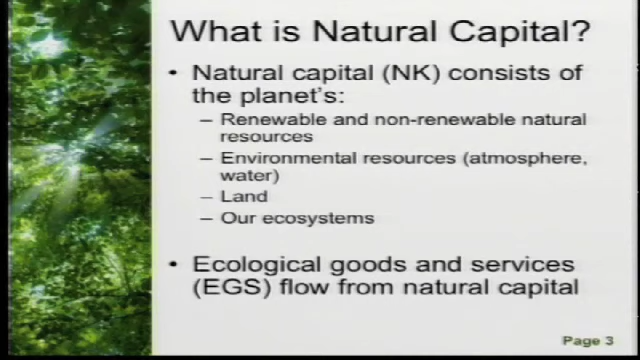 What is Natural Capital?
• Natural capital (NK) consists of
the planet's:
– Renewable and non-renewable natural
resources
– Environmental resources (atmosphere,
water)
– Land
– Our ecosystems
• Ecological goods and services
(EGS) flow from natural capital
Page 3